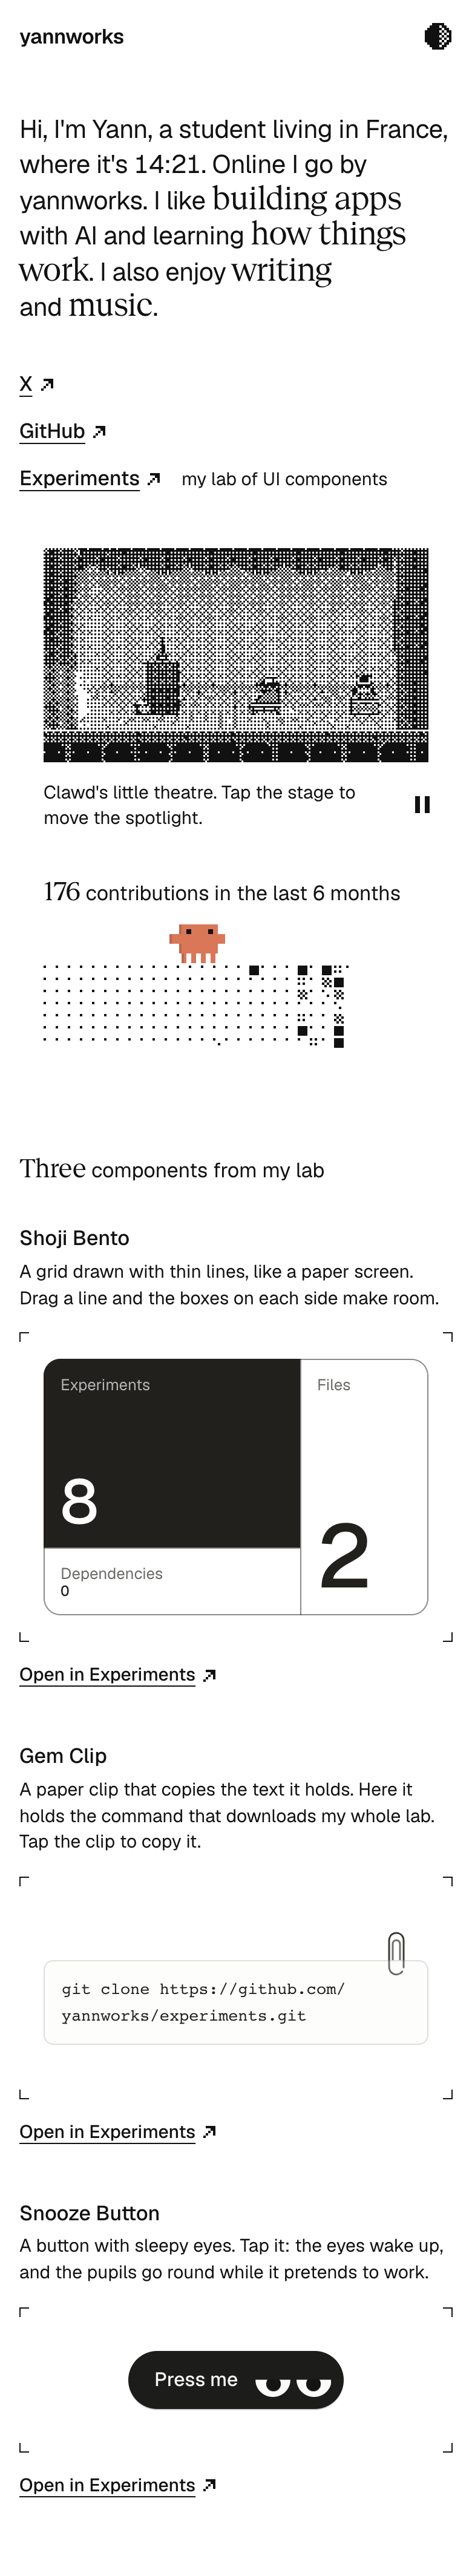 yannworks
Hi, I'm Yann, a student living in France,
where it's 14:21. Online I go by
yannworks. I like building apps
with AI and learning how things
work. I also enjoy writing
and music.
X
GitHub
Experiments my lab of UI components
Clawd's little theatre. Tap the stage to
move the spotlight.
176 contributions in the last 6 months
Three components from my lab
Shoji Bento
A grid drawn with thin lines, like a paper screen.
Drag a line and the boxes on each side make room.
Experiments
Files
8
2
Dependencies
0
Open in Experiments
Gem Clip
A paper clip that copies the text it holds. Here it
holds the command that downloads my whole lab.
Tap the clip to copy it.
git clone https://github.com/
yannworks/experiments.git
Open in Experiments
Snooze Button
A button with sleepy eyes. Tap it: the eyes wake up,
and the pupils go round while it pretends to work.
Press me
Open in Experiments